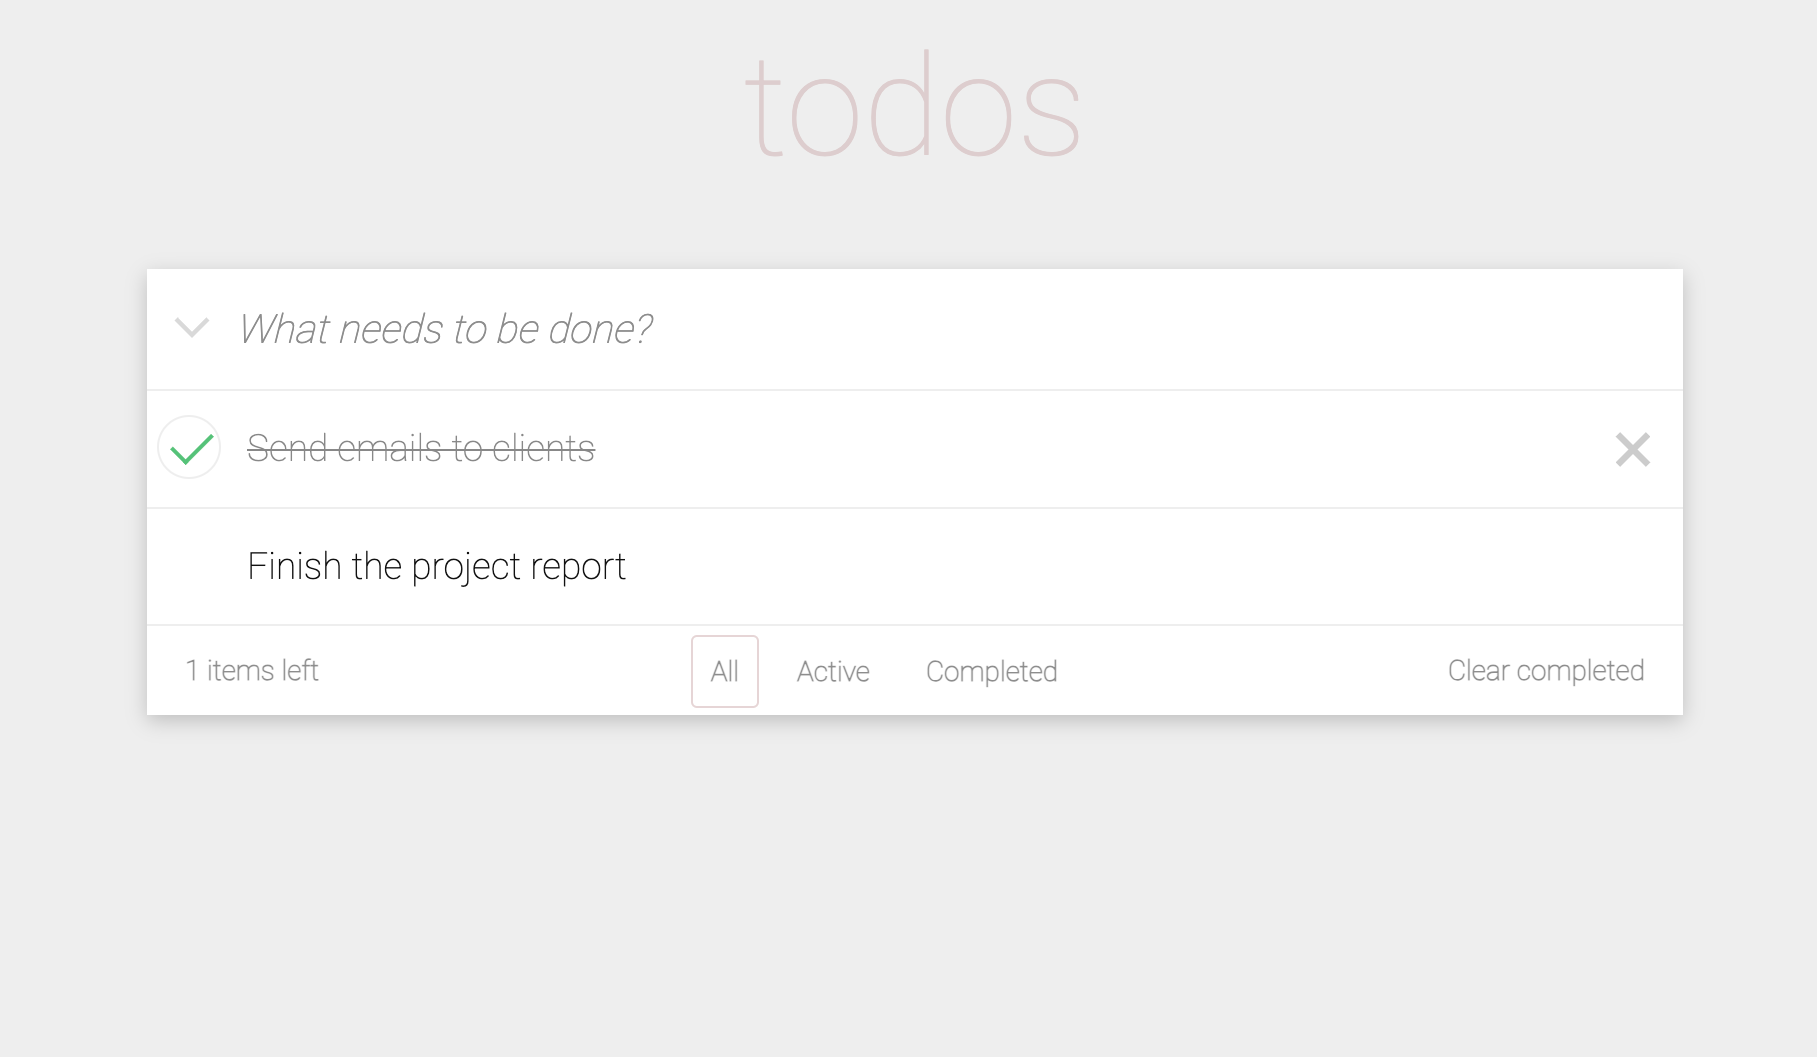 todos
What needs to be done?
Send emails to clients
Finish the project report
1 items left
All
Active
Completed
Clear completed